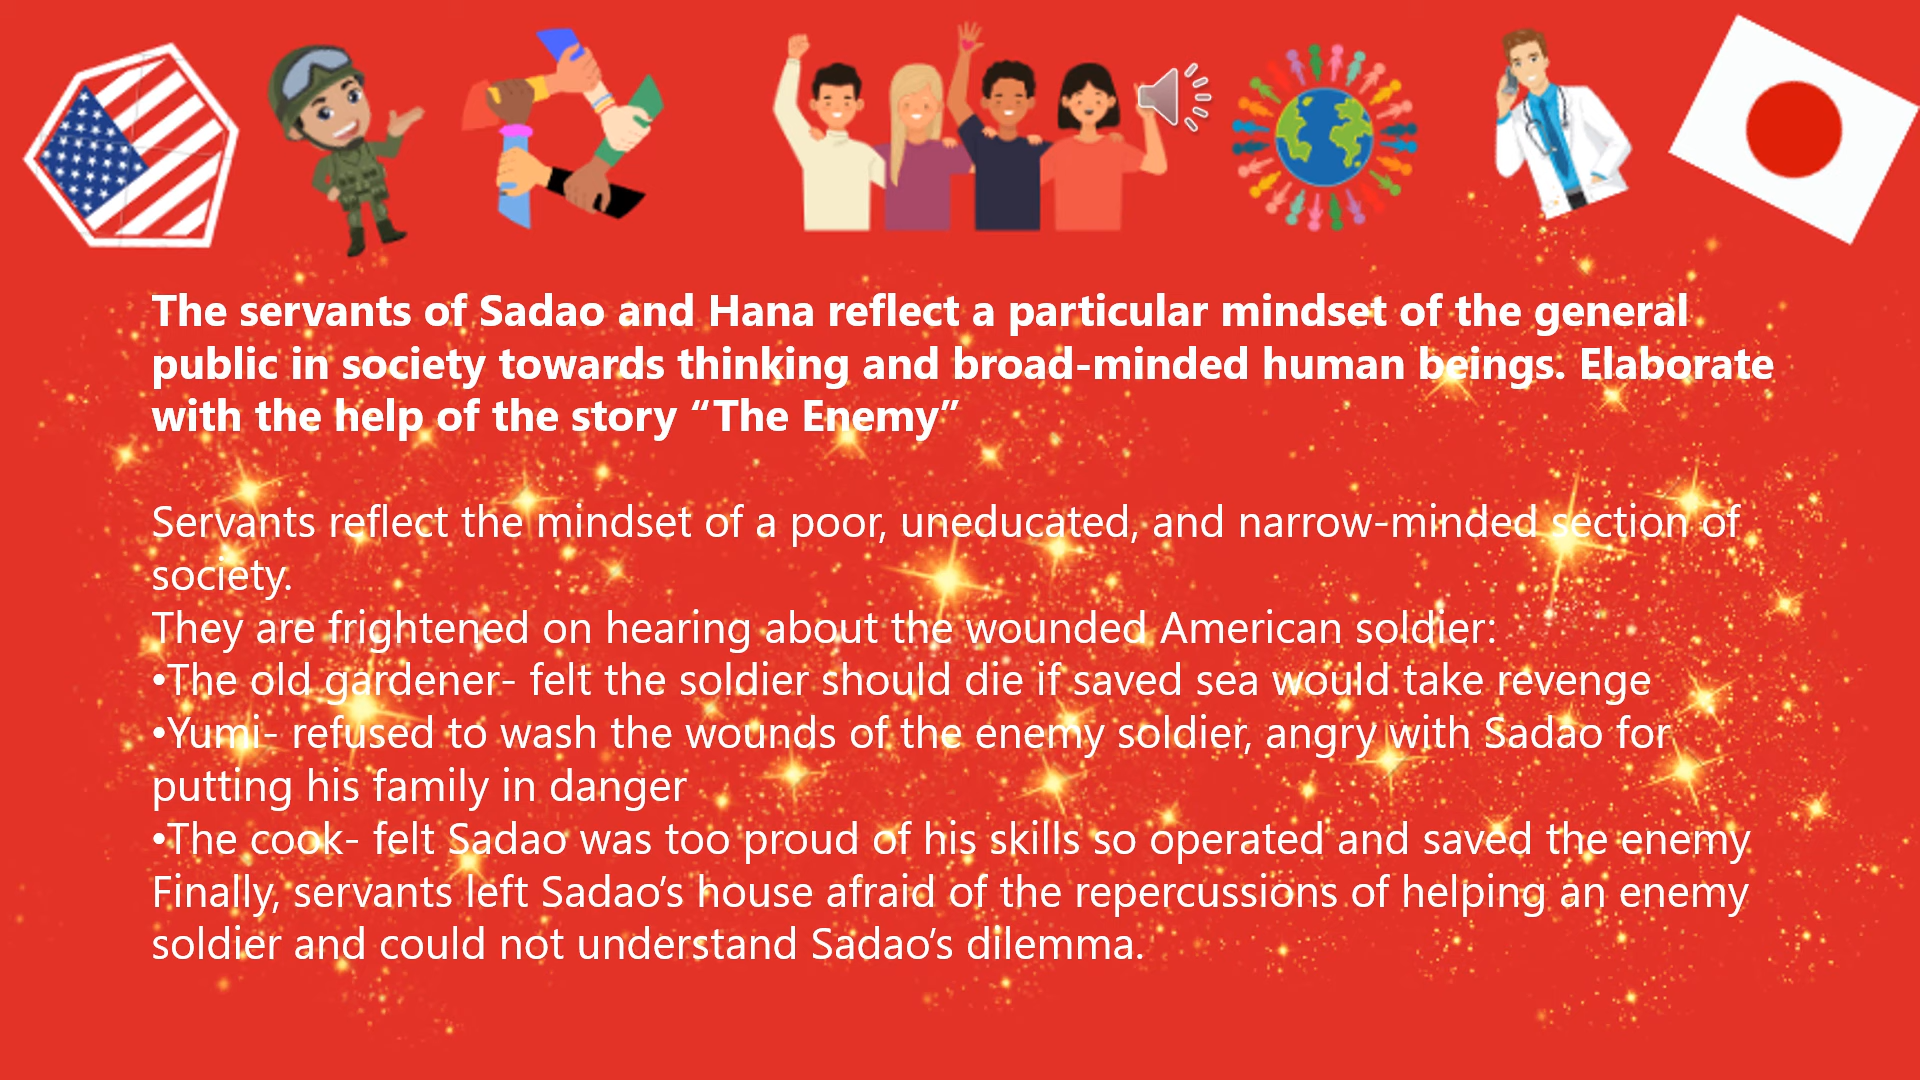 The servants of Sadao and Hana reflect a particular mindset of the general
public in society towards thinking and broad-minded human beings. Elaborate
with the help of the story “The Enemy”
Servants reflect the mindset of a poor, uneducated, and narrow-minded section of
society.
They are frightened on hearing about the wounded American soldier:
•The old gardener- felt the soldier should die if saved sea would take revenge
•Yumi- refused to wash the wounds of the enemy soldier, angry with Sadao for
putting his family in danger
•The cook- felt Sadao was too proud of his skills so operated and saved the enemy
Finally, servants left Sadao’s house afraid of the repercussions of helping an enemy
soldier and could not understand Sadao’s dilemma.